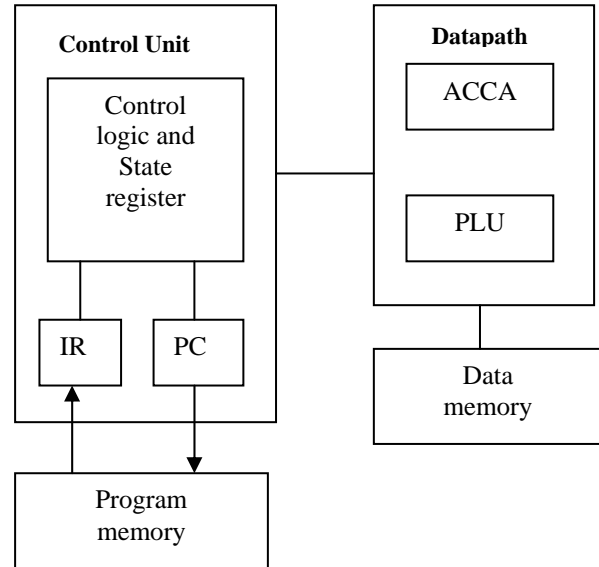 Control Unit
Control
logic and
State
register
IR
PC
Program
memory
Datapath
ACCA
PLU
Data
memory